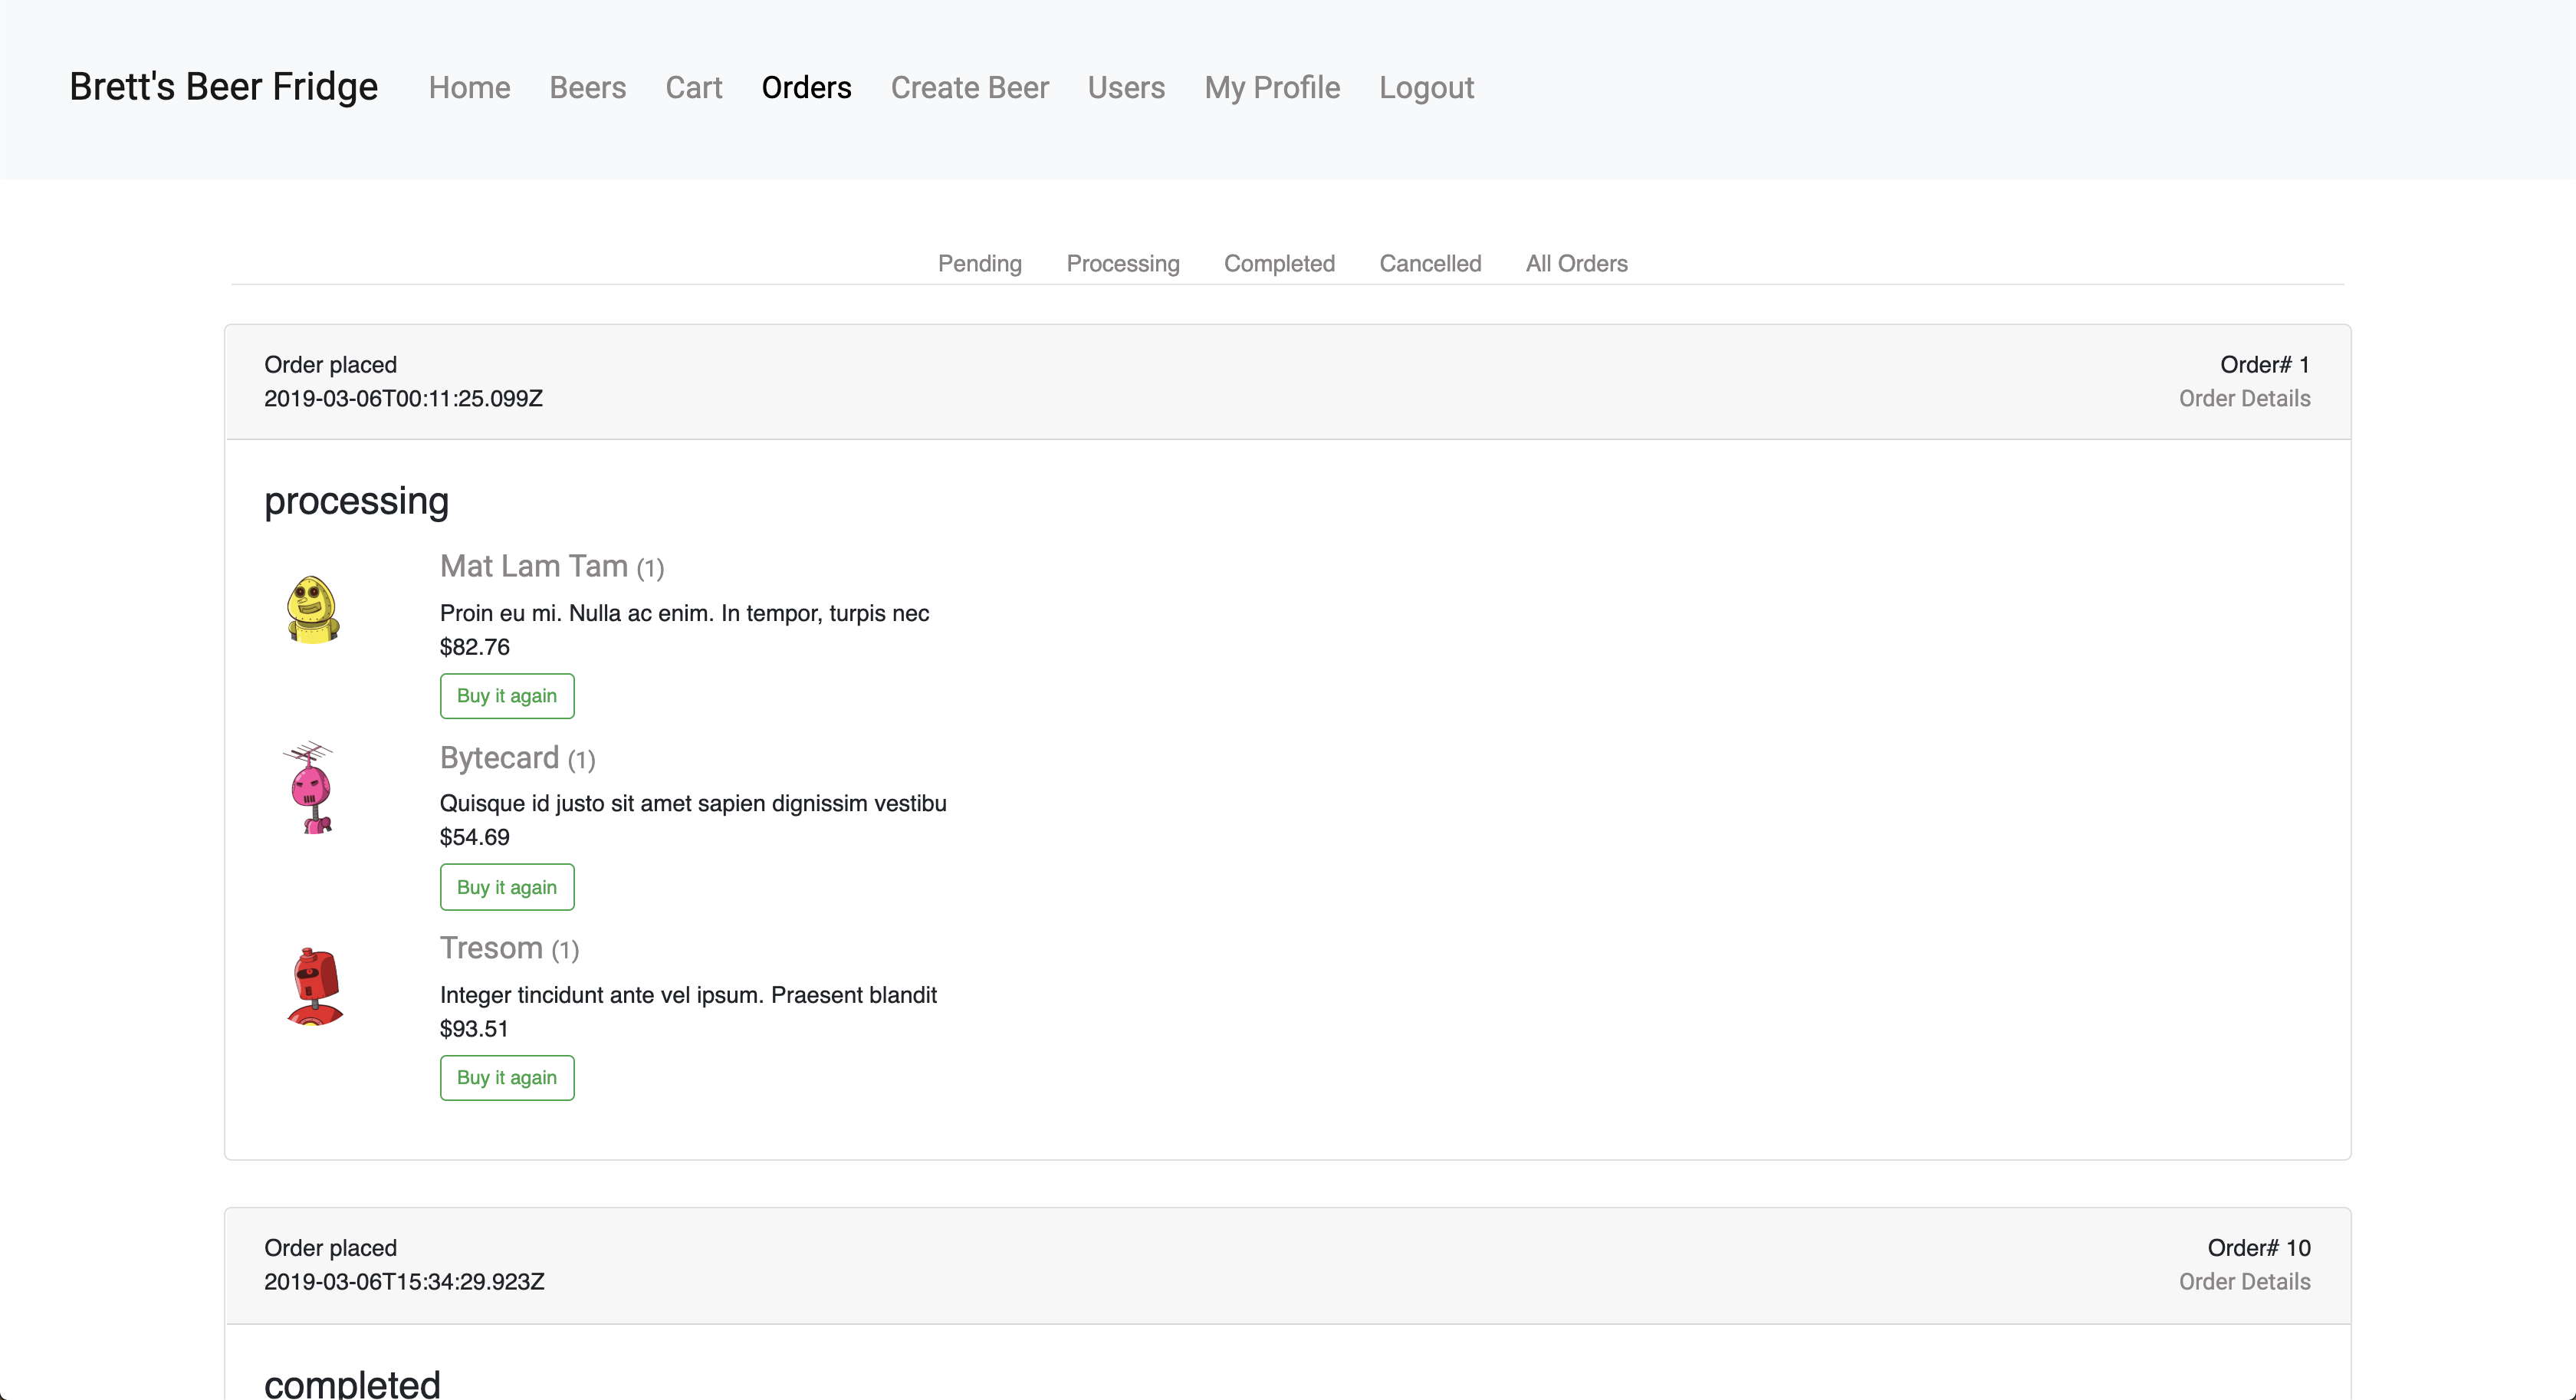 Brett's Beer Fridge Home Beers Cart Orders Create Beer Users My Profile Logout
Pending Processing Completed Cancelled All Orders
Order placed Order# 1
2019-03-06T00:11:25.099Z Order Details
processing
Mat Lam Tam (1)
Proin eu mi. Nulla ac enim. In tempor, turpis nec
$82.76
Buy it again
Bytecard (1)
Quisque id justo sit amet sapien dignissim vestibu
$54.69
Buy it again
Tresom (1)
Integer tincidunt ante vel ipsum. Praesent blandit
$93.51
Buy it again
Order placed Order# 10
2019-03-06T15:34:29.923Z Order Details
completed